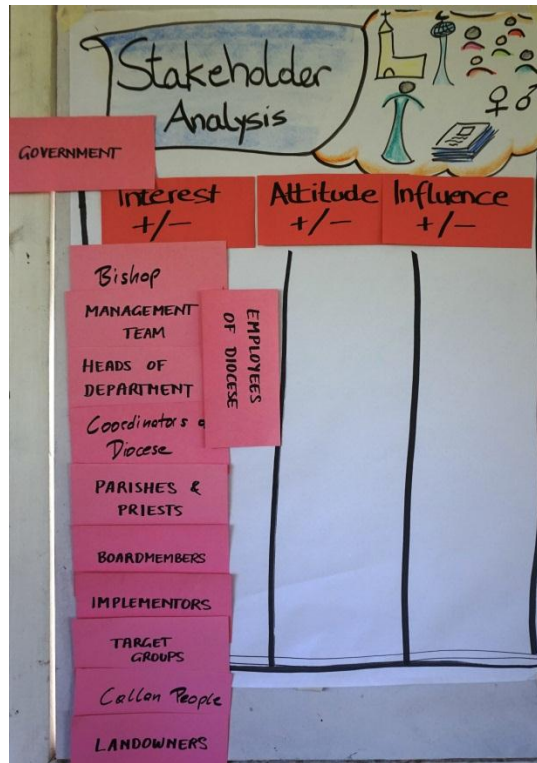 Stakeholder
Analysis
GOVERNMENT
Interest
+/-
Attitude
+/-
Influence
+/-
Bishop
MANAGEMENT
TEAM
HEADS OF
DEPARTMENT
Coordinators
Diocese
EMPLOYEES
OF DIOCESE
PARISHES &
PRIESTS
BOARDMEMBERS
IMPLEMENTORS
TARGET
GROUPS
Callan People
LANDOWNERS